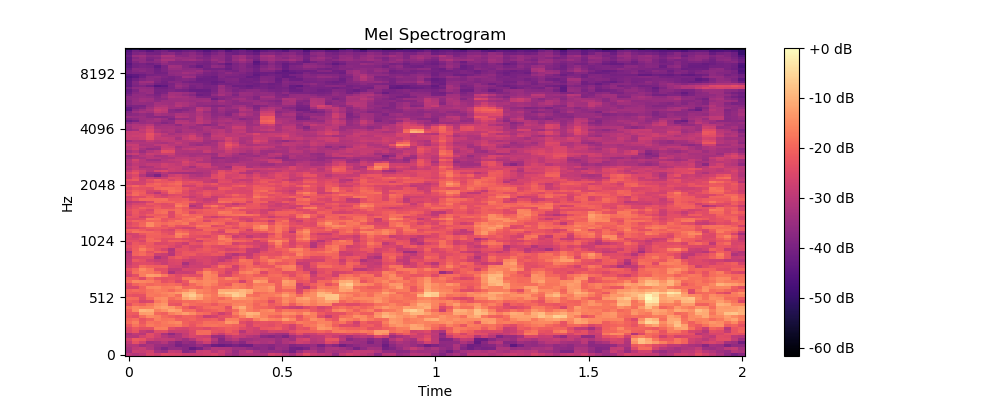 Mel Spectrogram
8192
4096
2048
1024
512
0
Hz
0
0.5
1
1.5
2
Time
+0 dB
-10 dB
-20 dB
-30 dB
-40 dB
-50 dB
-60 dB